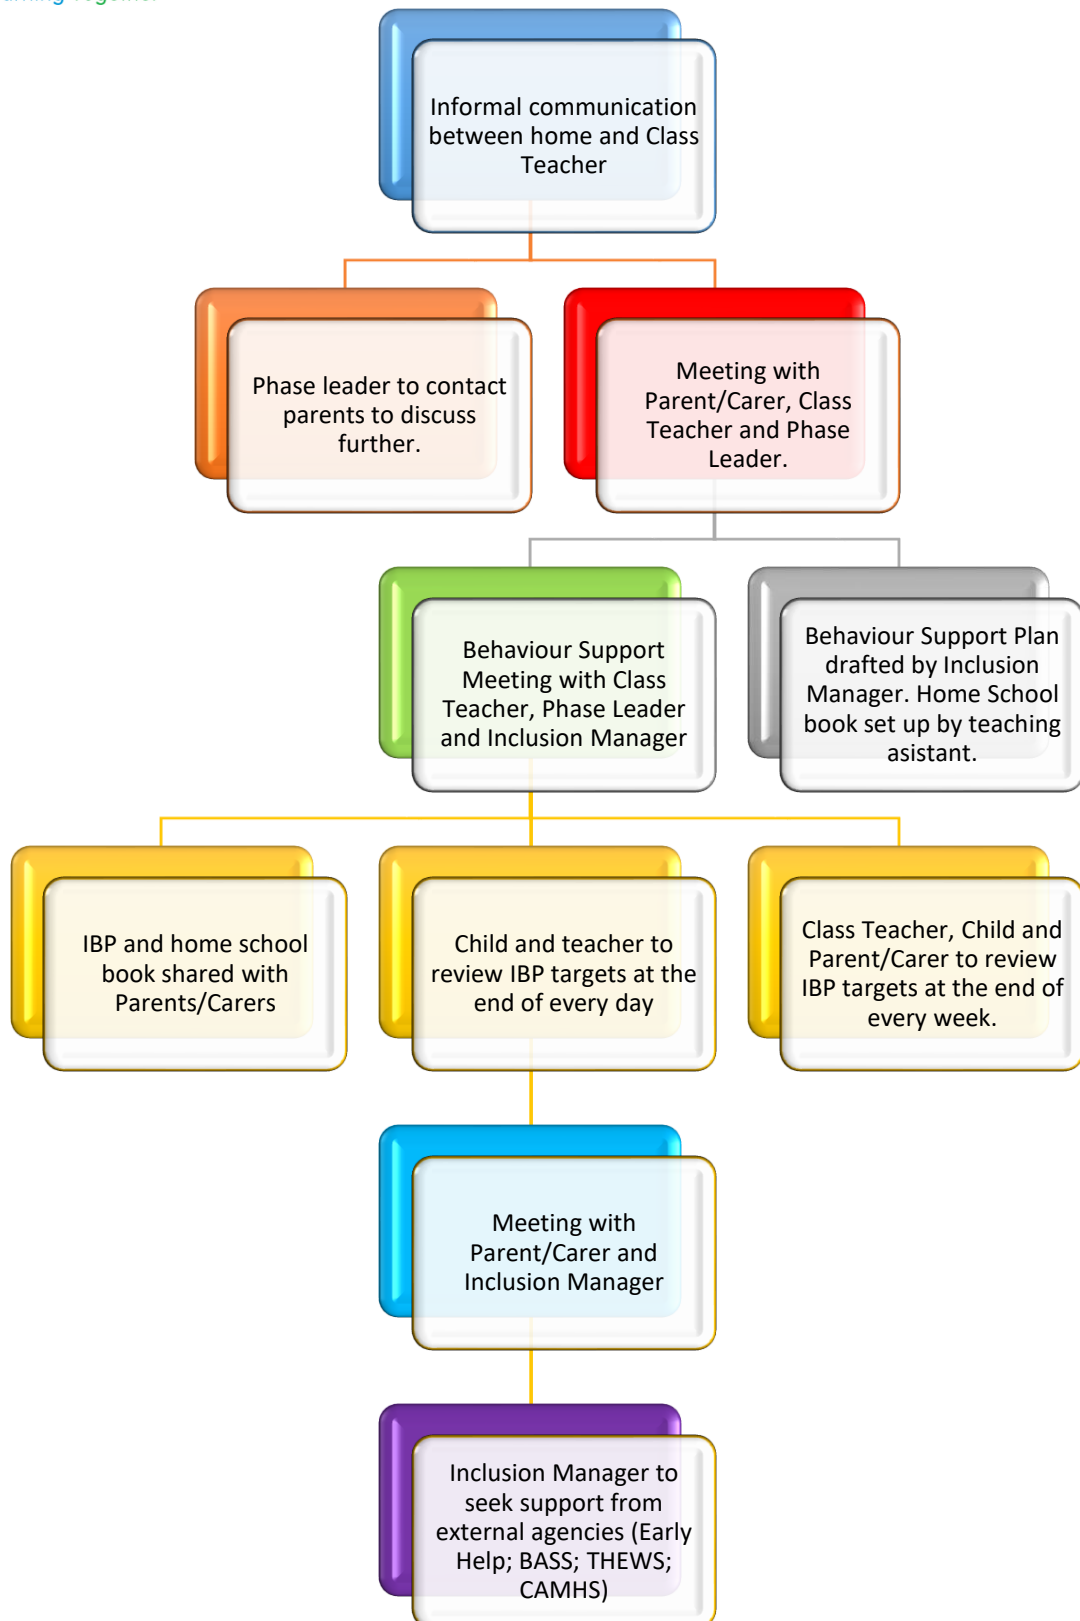 Together
Informal communication
between home and Class
Teacher
Phase leader to contact
parents to discuss
further.
Meeting with
Parent/Carer, Class
Teacher and Phase
Leader.
Behaviour Support
Meeting with Class
Teacher, Phase Leader
and Inclusion Manager
Behaviour Support Plan
drafted by Inclusion
Manager. Home School
book set up by teaching
asistant.
IBP and home school
book shared with
Parents/Carers
Child and teacher to
review IBP targets at the
end of every day
Class Teacher, Child and
Parent/Carer to review
IBP targets at the end of
every week.
Meeting with
Parent/Carer and
Inclusion Manager
Inclusion Manager to
seek support from
external agencies (Early
Help; BASS; THEWS;
CAMHS)